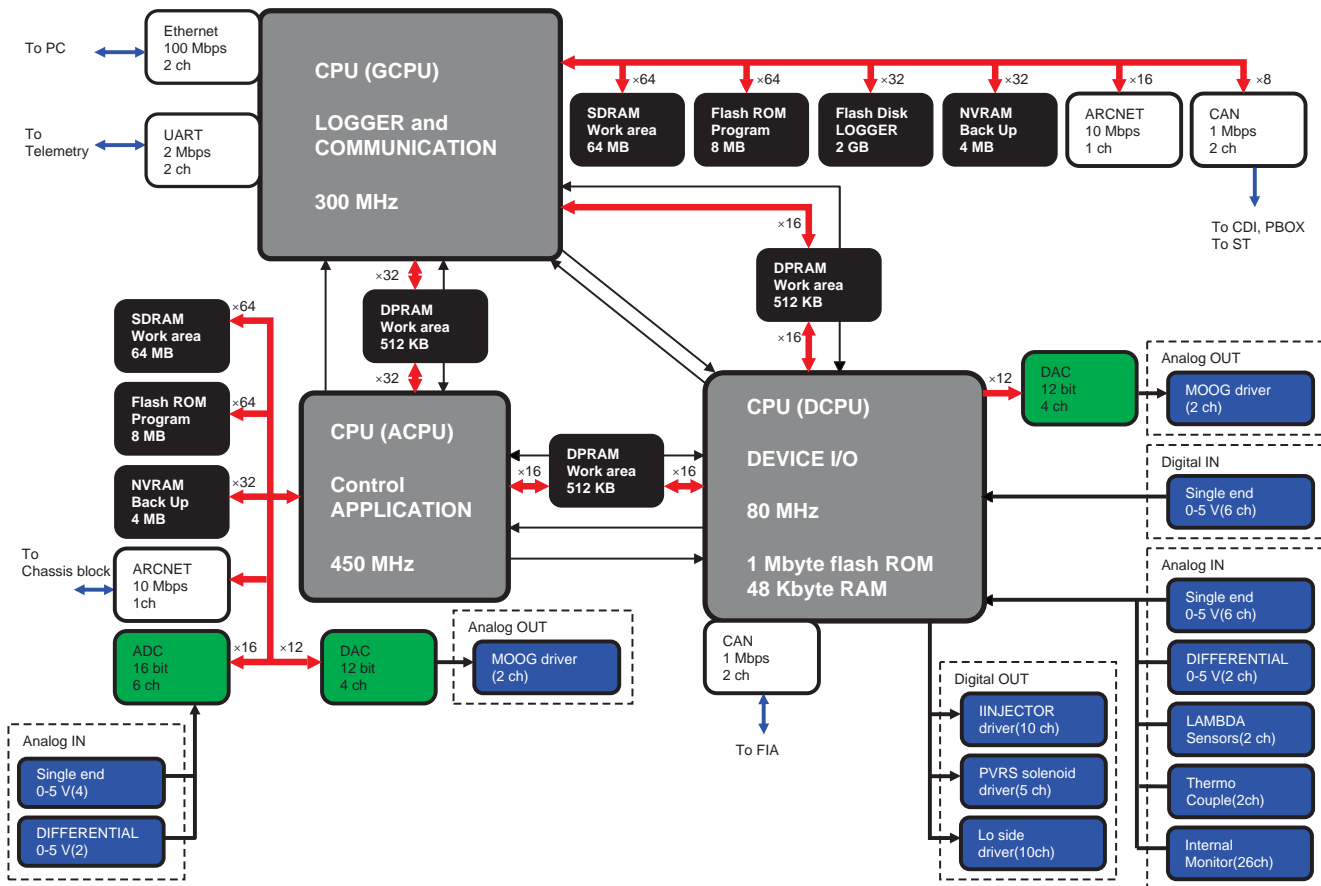 To PC
Ethernet
100 Mbps
2 ch
To
Telemetry
UART
2 Mbps
2 ch
CPU (GCPU)
LOGGER and
COMMUNICATION
300 MHz
×64
×64
×32
×32
×16
×8
SDRAM
Work area
64 MB
Flash ROM
Program
8 MB
Flash Disk
LOGGER
2 GB
NVRAM
Back Up
4 MB
ARCNET
10 Mbps
1 ch
CAN
1 Mbps
2 ch
To CDI, PBOX
To ST
×16
DPRAM
Work area
512 KB
×16
×32
DPRAM
Work area
512 KB
×32
×64
SDRAM
Work area
64 MB
×64
Flash ROM
Program
8 MB
×32
NVRAM
Back Up
4 MB
To
Chassis block
ARCNET
10 Mbps
1ch
ADC
16 bit
6 ch
×16
×12
DAC
12 bit
4 ch
Analog OUT
MOOG driver
(2 ch)
Analog IN
Single end
0-5 V(4)
DIFFERENTIAL
0-5 V(2)
CPU (ACPU)
Control
APPLICATION
450 MHz
×16
DPRAM
Work area
512 KB
×16
CPU (DCPU)
DEVICE I/O
80 MHz
1 Mbyte flash ROM
48 Kbyte RAM
CAN
1 Mbps
2 ch
To FIA
×12
DAC
12 bit
4 ch
Analog OUT
MOOG driver
(2 ch)
Digital IN
Single end
0-5 V(6 ch)
Analog IN
Single end
0-5 V(6 ch)
DIFFERENTIAL
0-5 V(2 ch)
LAMBDA
Sensors(2 ch)
Thermo
Couple(2ch)
Internal
Monitor(26ch)
Digital OUT
IINJECTOR
driver(10 ch)
PVRS solenoid
driver(5 ch)
Lo side
driver(10ch)